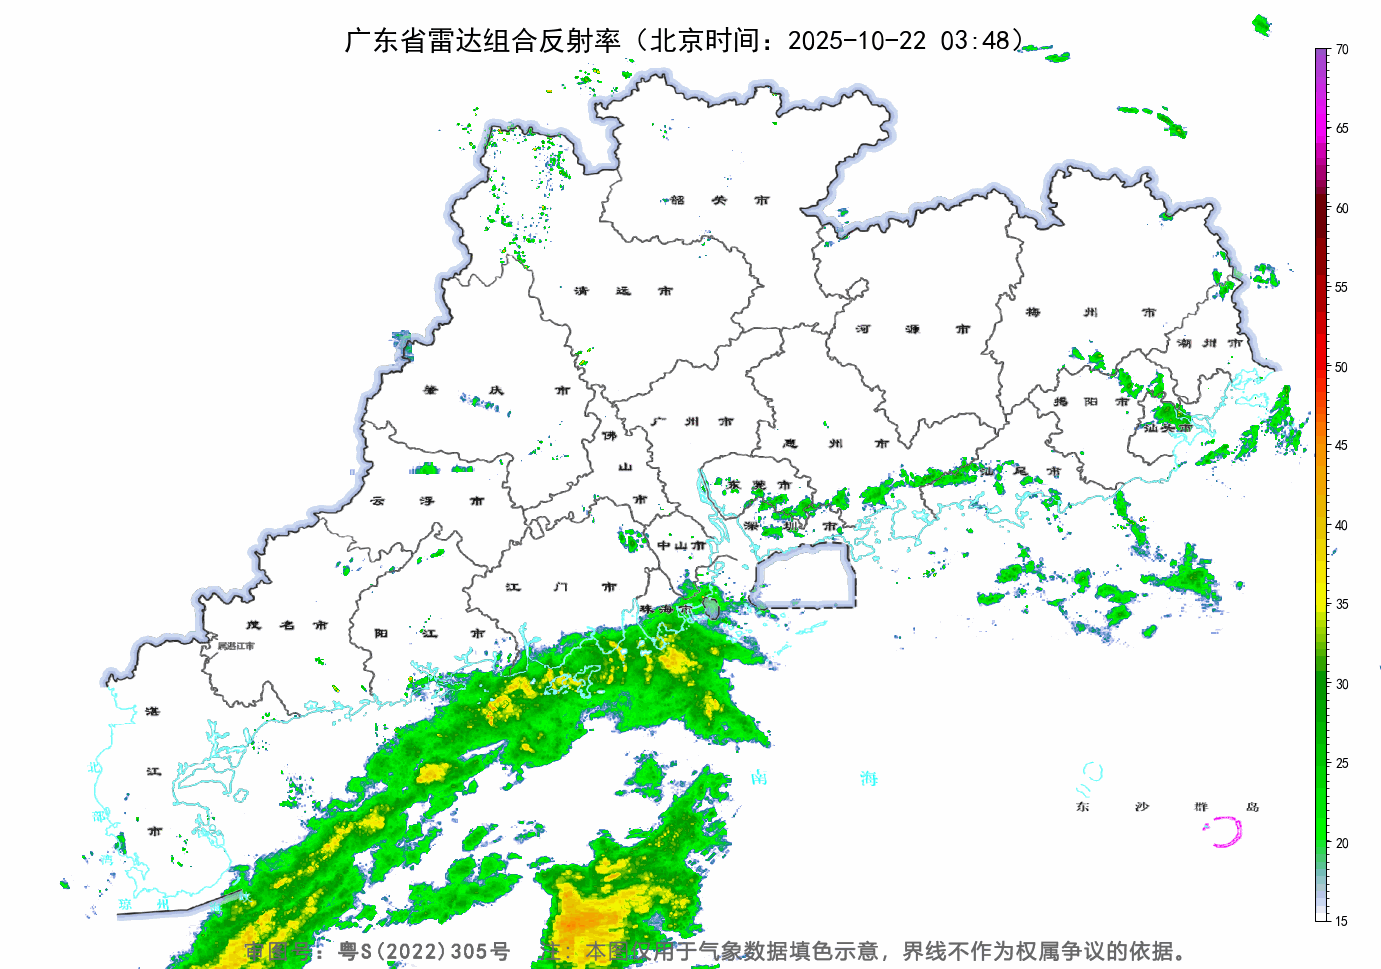 广东省雷达组合反射率（北京时间：2025-10-22 03:48）
70
65
60
55
50
45
40
35
30
25
20
15
韶 关 市
清 远 市
河 源 市
梅 州 市
潮 州 市
肇 庆 市
广 州 市
佛 山 市
惠 州 市
揭 阳 市
汕 头 市
汕 尾 市
云 浮 市
东 莞 市
深 圳 市
中 山 市
江 门 市
珠 海 市
茂 名 市
阳 江 市
属湛江市
湛 江 市
南 海
东 沙 群 岛
北 部 湾
琼 州
审图号：粤S(2022)305号 注：本图仅用于气象数据填色示意，界线不作为权属争议的依据。